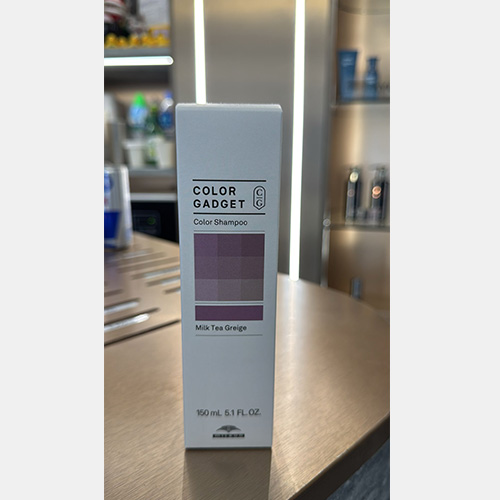 COLOR
GADGET
C
G
Color Shampoo
Milk Tea Greige
150 mL 5.1 FL.OZ.